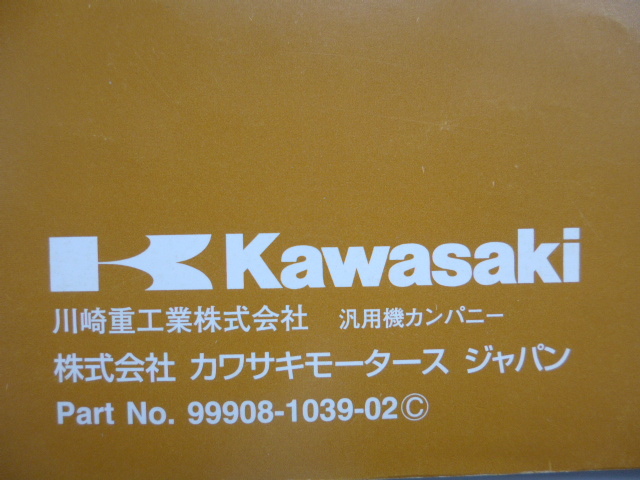 Kawasaki
川崎重工業株式会社 汎用機カンパニー
株式会社 カワサキモータース ジャパン
Part No. 99908-1039-02Ⓒ